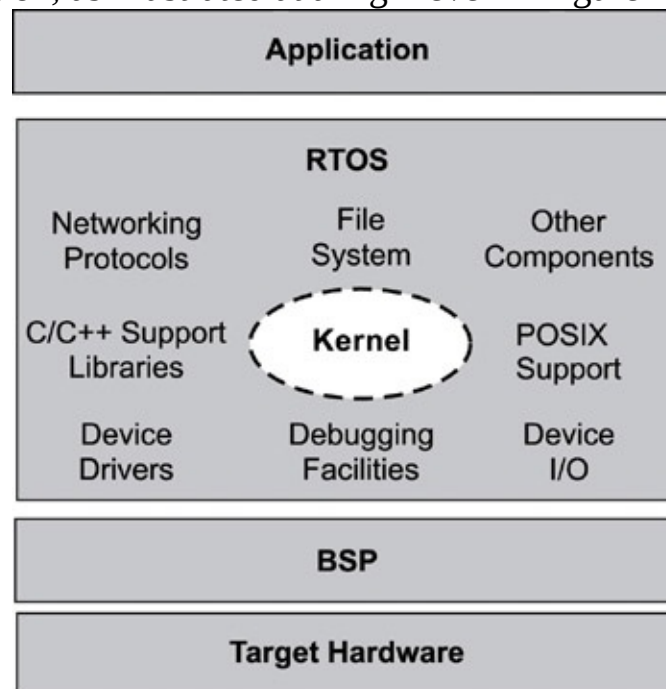 Application
RTOS
Networking
Protocols
File
System
Other
Components
C/C++ Support
Libraries
Kernel
POSIX
Support
Device
Drivers
Debugging
Facilities
Device
I/O
BSP
Target Hardware